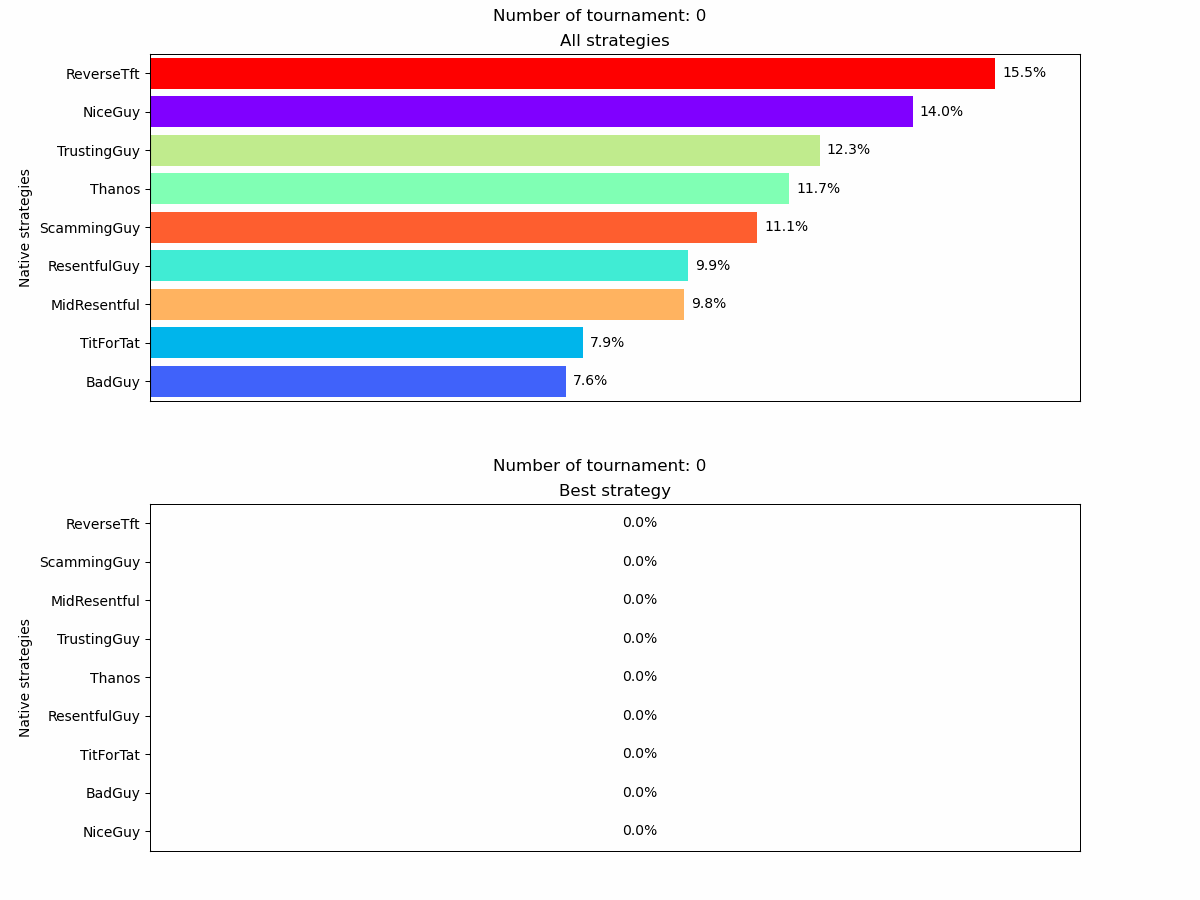 Number of tournament: 0
All strategies
Native strategies
ReverseTft 15.5%
NiceGuy 14.0%
TrustingGuy 12.3%
Thanos 11.7%
ScammingGuy 11.1%
ResentfulGuy 9.9%
MidResentful 9.8%
TitForTat 7.9%
BadGuy 7.6%
Number of tournament: 0
Best strategy
Native strategies
ReverseTft 0.0%
ScammingGuy 0.0%
MidResentful 0.0%
TrustingGuy 0.0%
Thanos 0.0%
ResentfulGuy 0.0%
TitForTat 0.0%
BadGuy 0.0%
NiceGuy 0.0%